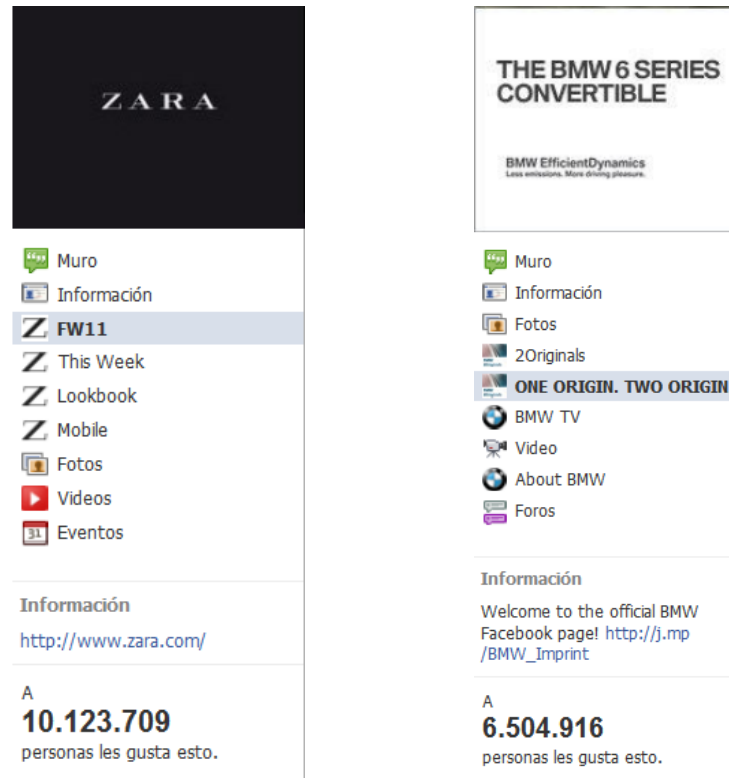 ZARA
Muro
Información
FW11
This Week
Lookbook
Mobile
Fotos
Videos
31
Eventos
Información
http://www.zara.com/
A
10.123.709
personas les gusta esto.
THE BMW 6 SERIES
CONVERTIBLE
BMW EfficientDynamics
Less emissions. More driving pleasure.
Muro
Información
Fotos
2Originals
ONE ORIGIN. TWO ORIGIN
BMW TV
Video
About BMW
Foros
Información
Welcome to the official BMW
Facebook page! http://j.mp
/BMW_Imprint
A
6.504.916
personas les gusta esto.